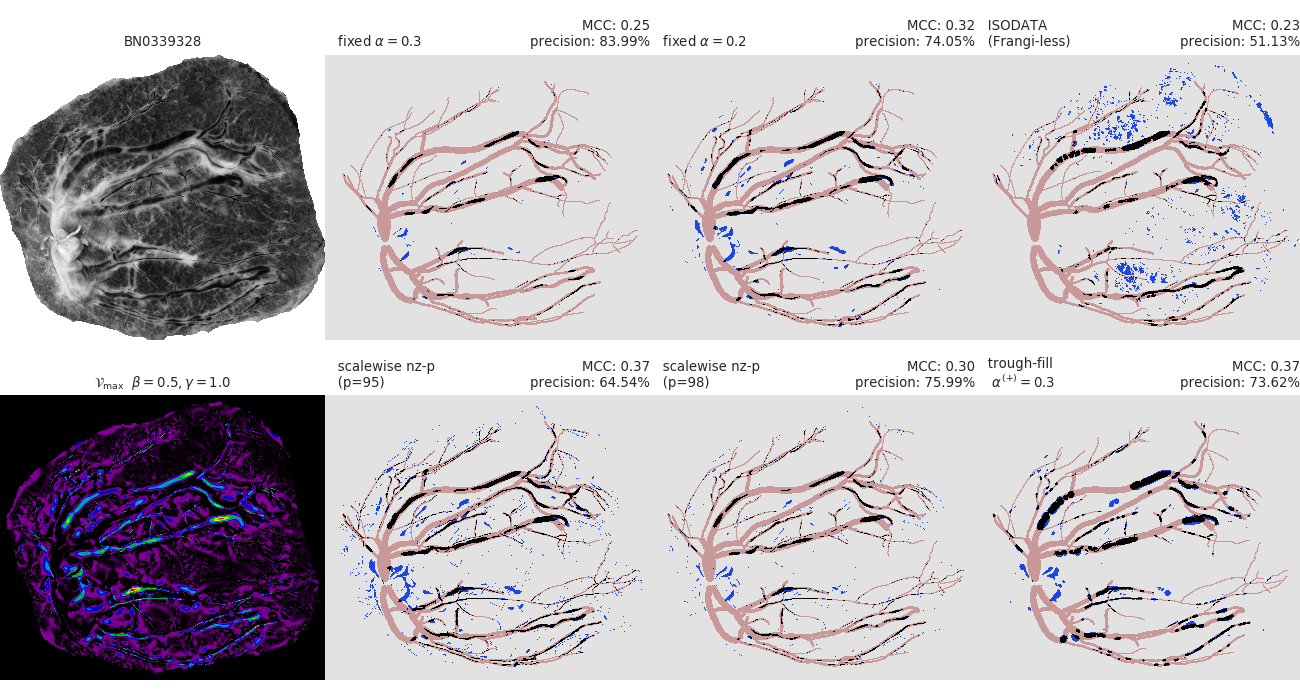 BN0339328
fixed α = 0.3
MCC: 0.25
precision: 83.99%
fixed α = 0.2
MCC: 0.32
precision: 74.05%
ISODATA
(Frangi-less)
MCC: 0.23
precision: 51.13%
𝒱max β = 0.5, γ = 1.0
scalewise nz-p
(p=95)
MCC: 0.37
precision: 64.54%
scalewise nz-p
(p=98)
MCC: 0.30
precision: 75.99%
trough-fill
α(+) = 0.3
MCC: 0.37
precision: 73.62%